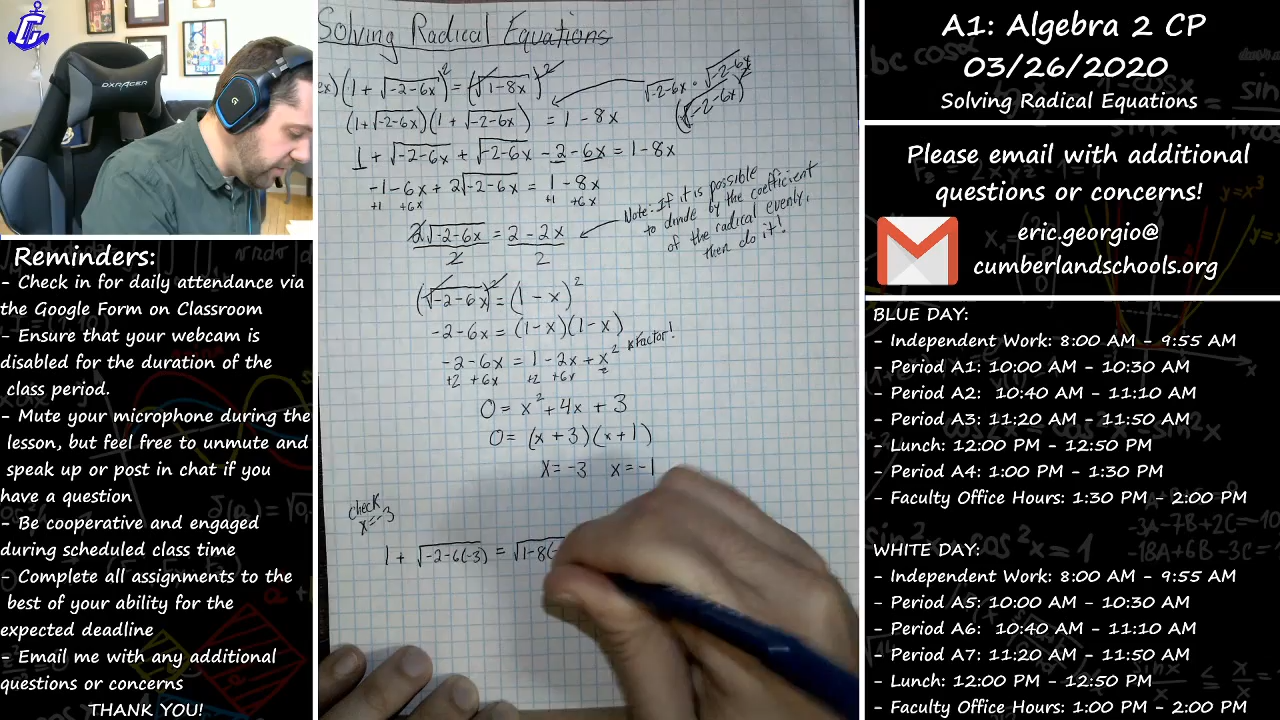 G
DXRACER
Reminders:
- Check in for daily attendance via
the Google Form on Classroom
- Ensure that your webcam is
disabled for the duration of the
class period.
- Mute your microphone during the
lesson, but feel free to unmute and
speak up or post in chat if you
have a question
- Be cooperative and engaged
during scheduled class time
- Complete all assignments to the
best of your ability for the
expected deadline
- Email me with any additional
questions or concerns
THANK YOU!
Solving Radical Equations
(1 + √-2-6x)² = (√1-8x)²
√-2-6x · √-2-6x
(√-2-6x)²
(1+√-2-6x)(1+√-2-6x) = 1-8x
1 + √-2-6x + √-2-6x -2-6x = 1-8x
-1-6x + 2√-2-6x = 1-8x
+1 +6x +1 +6x
2√-2-6x = 2-2x
2 2
Note: If it is possible
to divide by the coefficient
of the radical evenly,
then do it!
(√-2-6x)² = (1-x)²
-2-6x = (1-x)(1-x)
-2-6x = 1-2x+x² *Factor!
+2 +6x +2 +6x
0 = x²+4x+3
0 = (x+3)(x+1)
x=-3 x=-1
check
x=-3
1 + √-2-6(-3) = √1-8(-
A1: Algebra 2 CP
03/26/2020
Solving Radical Equations
Please email with additional
questions or concerns!
eric.georgio@
cumberlandschools.org
BLUE DAY:
- Independent Work: 8:00 AM - 9:55 AM
- Period A1: 10:00 AM - 10:30 AM
- Period A2: 10:40 AM - 11:10 AM
- Period A3: 11:20 AM - 11:50 AM
- Lunch: 12:00 PM - 12:50 PM
- Period A4: 1:00 PM - 1:30 PM
- Faculty Office Hours: 1:30 PM - 2:00 PM
WHITE DAY:
- Independent Work: 8:00 AM - 9:55 AM
- Period A5: 10:00 AM - 10:30 AM
- Period A6: 10:40 AM - 11:10 AM
- Period A7: 11:20 AM - 11:50 AM
- Lunch: 12:00 PM - 12:50 PM
- Faculty Office Hours: 1:00 PM - 2:00 PM